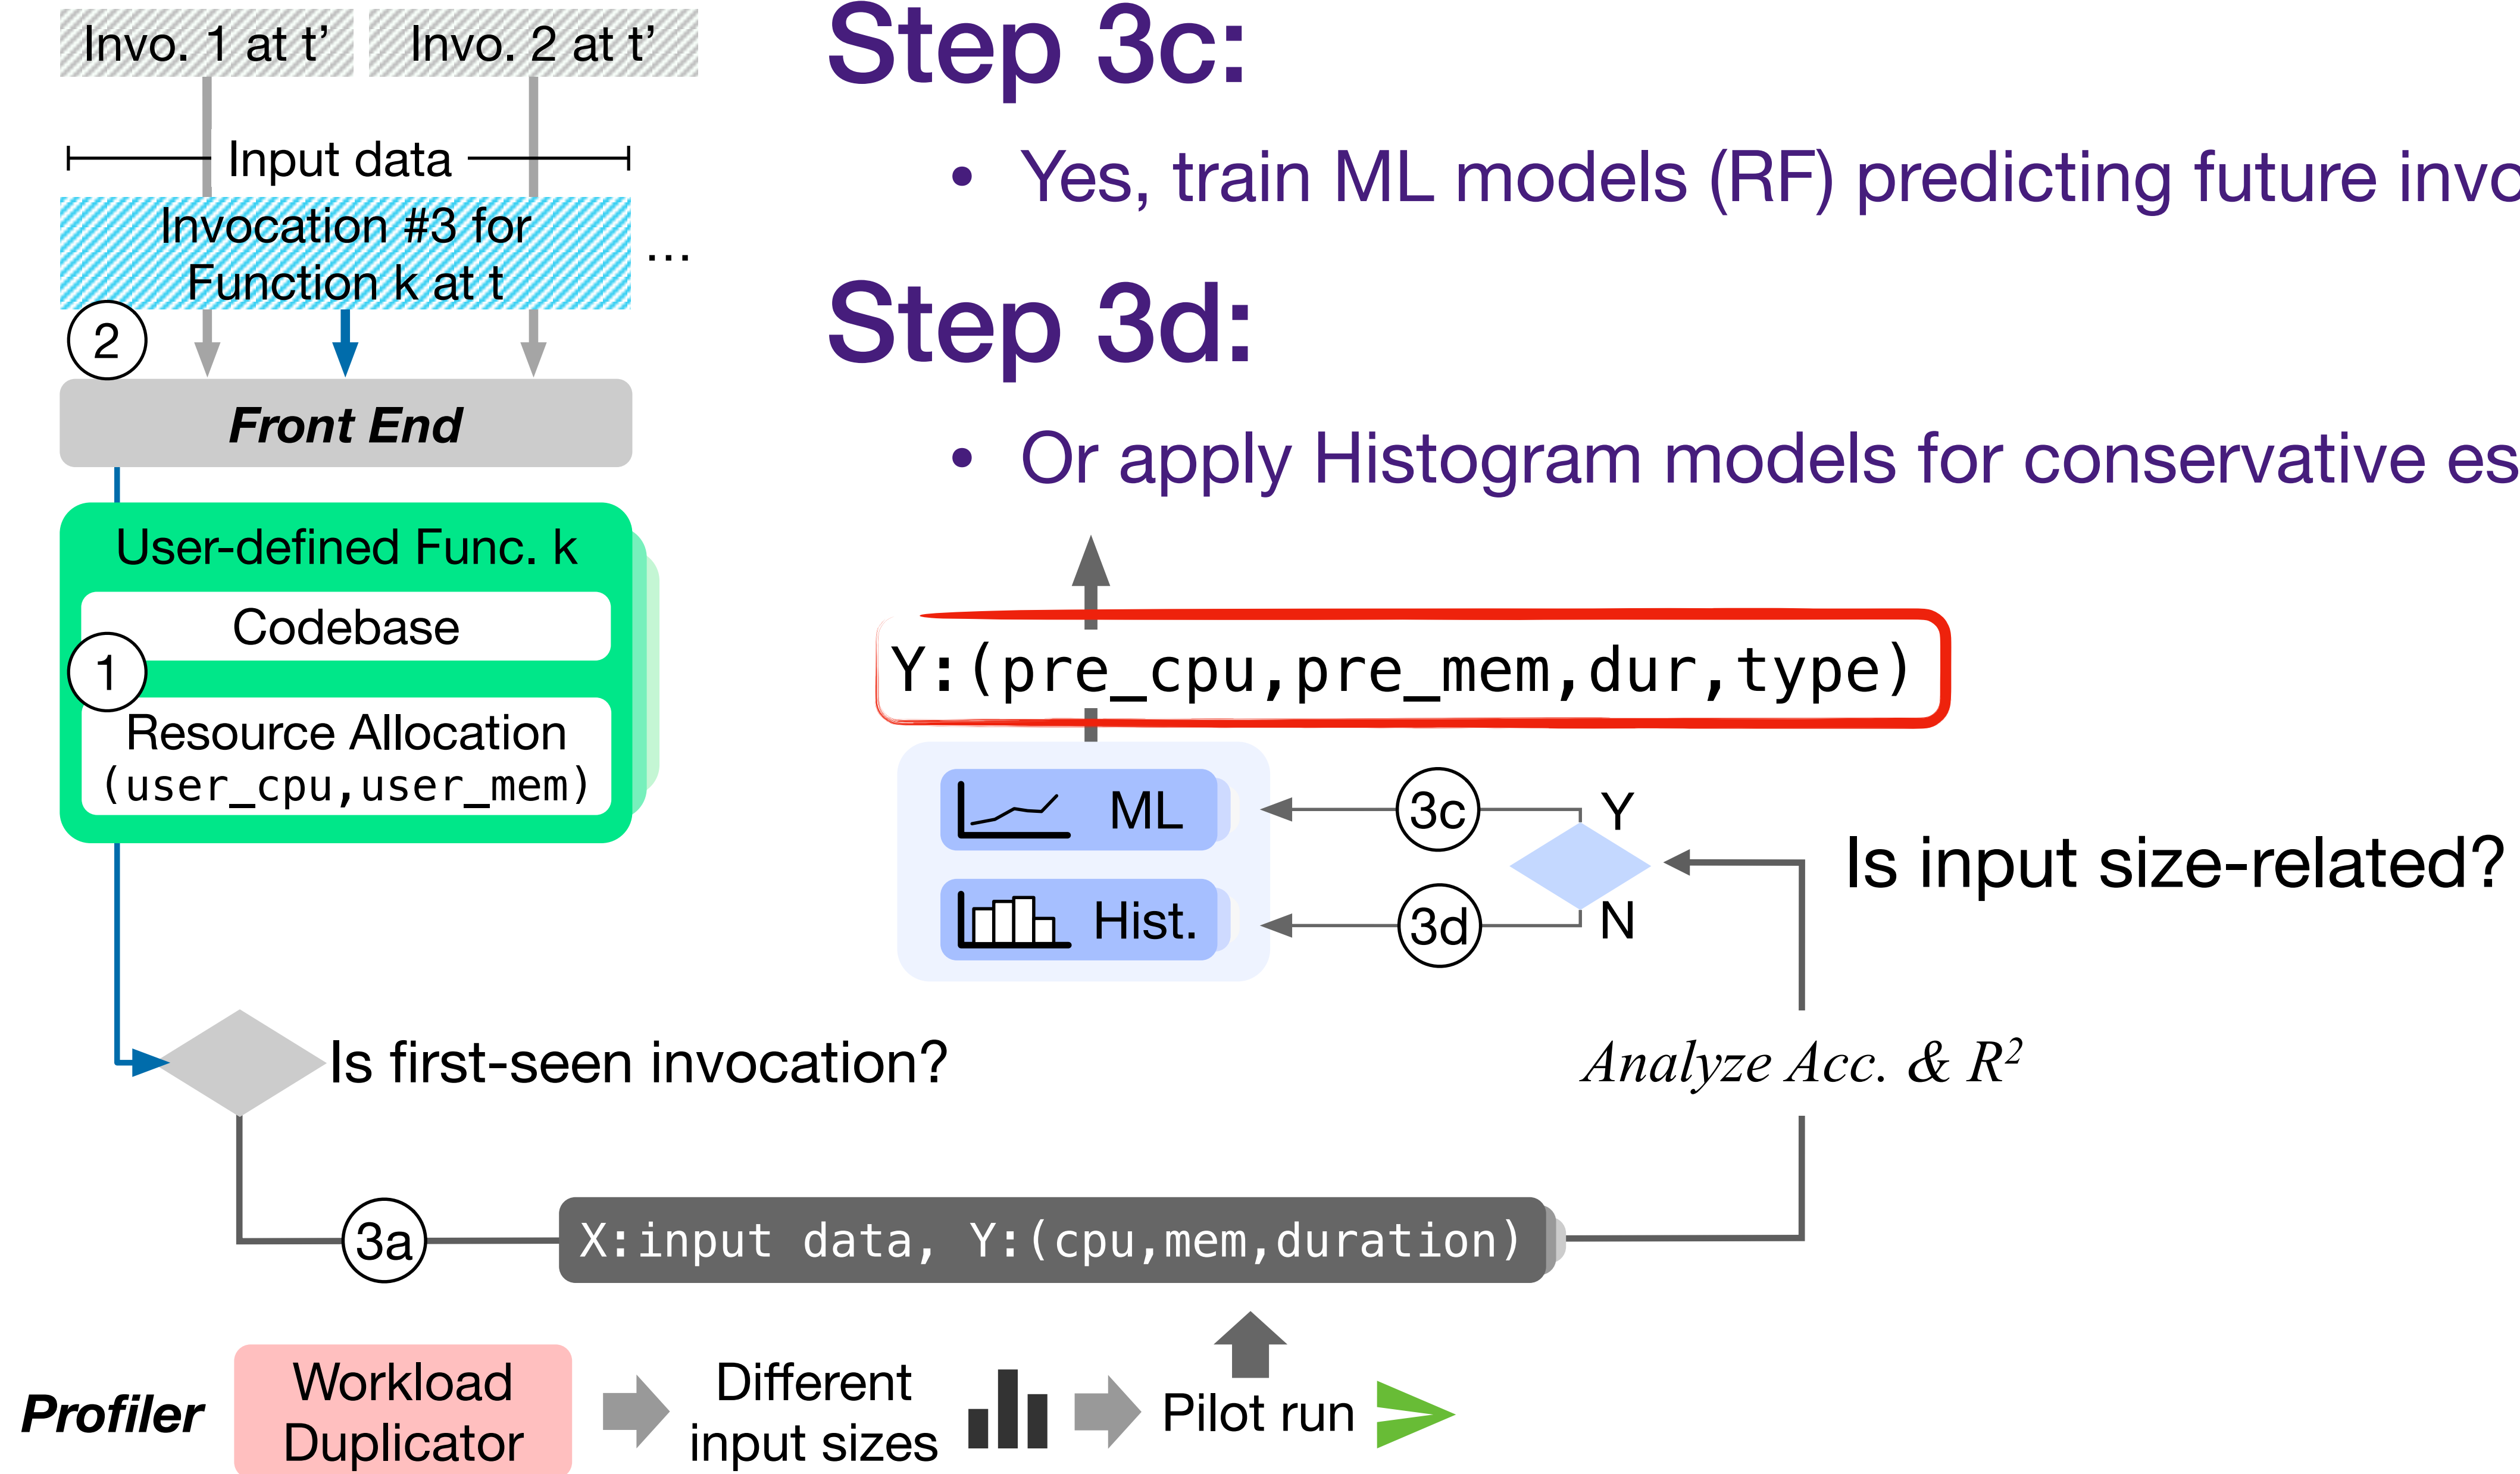 Invo. 1 at t’
Invo. 2 at t’
Input data
Invocation #3 for
Function k at t
...
2
Front End
User-defined Func. k
Codebase
1
Resource Allocation
(user_cpu,user_mem)
Is first-seen invocation?
3a
X:input data, Y:(cpu,mem,duration)
Profiler
Workload
Duplicator
Different
input sizes
Pilot run
Step 3c:
• Yes, train ML models (RF) predicting future
Step 3d:
• Or apply Histogram models for conservative
Y:(pre_cpu,pre_mem,dur,type)
ML
3c
Y
Hist.
3d
N
Is input size-related?
Analyze Acc. & R²